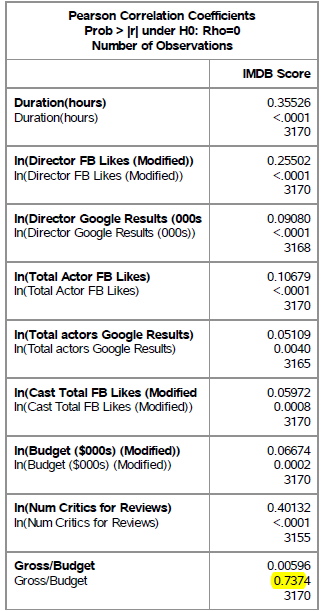 Pearson Correlation Coefficients
Prob > |r| under H0: Rho=0
Number of Observations
IMDB Score
Duration(hours) 0.35526
Duration(hours) <.0001
3170
ln(Director FB Likes (Modified)) 0.25502
ln(Director FB Likes (Modified)) <.0001
3170
ln(Director Google Results (000s 0.09080
ln(Director Google Results (000s)) <.0001
3168
ln(Total Actor FB Likes) 0.10679
ln(Total Actor FB Likes) <.0001
3170
ln(Total actors Google Results) 0.05109
ln(Total actors Google Results) 0.0040
3165
ln(Cast Total FB Likes (Modified 0.05972
ln(Cast Total FB Likes (Modified)) 0.0008
3170
ln(Budget ($000s) (Modified)) 0.06674
ln(Budget ($000s) (Modified)) 0.0002
3170
ln(Num Critics for Reviews) 0.40132
ln(Num Critics for Reviews) <.0001
3155
Gross/Budget 0.00596
Gross/Budget 0.7374
3170